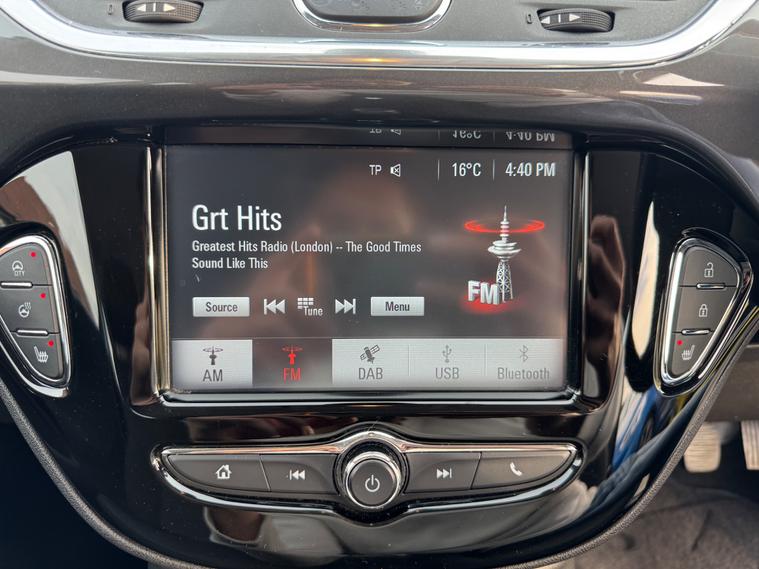 TP 16°C 4:40 PM
Grt Hits
Greatest Hits Radio (London) -- The Good Times
Sound Like This
Source Tune Menu
FM
AM FM DAB USB Bluetooth
CITY